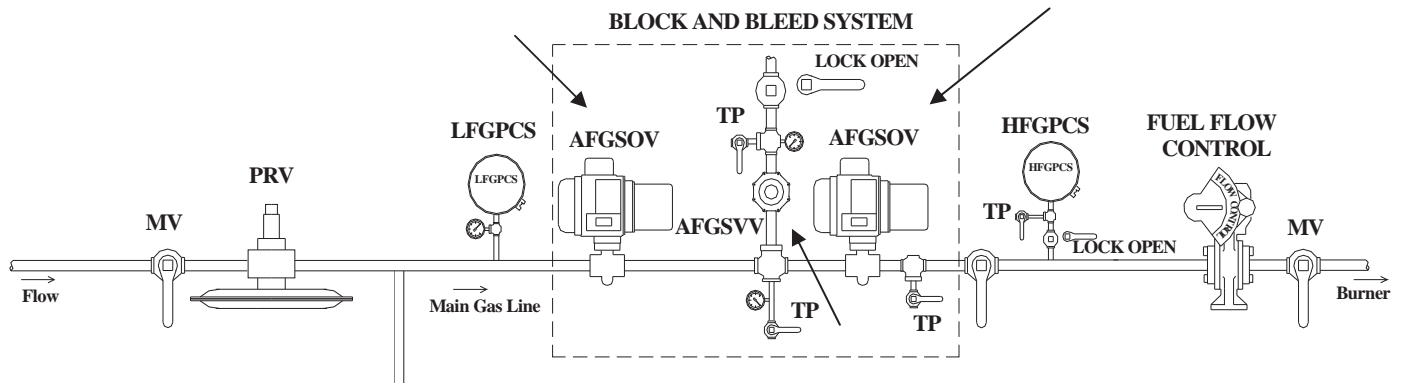 BLOCK AND BLEED SYSTEM
LOCK OPEN
TP
LFGPCS
AFGSOV
AFGSOV
HFGPCS
FUEL FLOW
CONTROL
PRV
LFGPCS
HFGPCS
FLOW CONTROL
TP
MV
AFGSVV
LOCK OPEN
MV
Flow
Main Gas Line
TP
TP
Burner